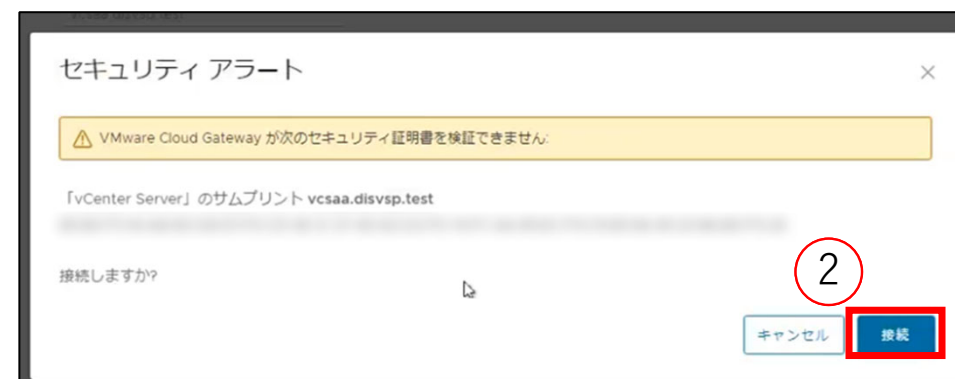 セキュリティ アラート
VMware Cloud Gateway が次のセキュリティ証明書を検証できません:
「vCenter Server」のサムプリント vcsaa.disvsp.test
接続しますか?
2
キャンセル
接続